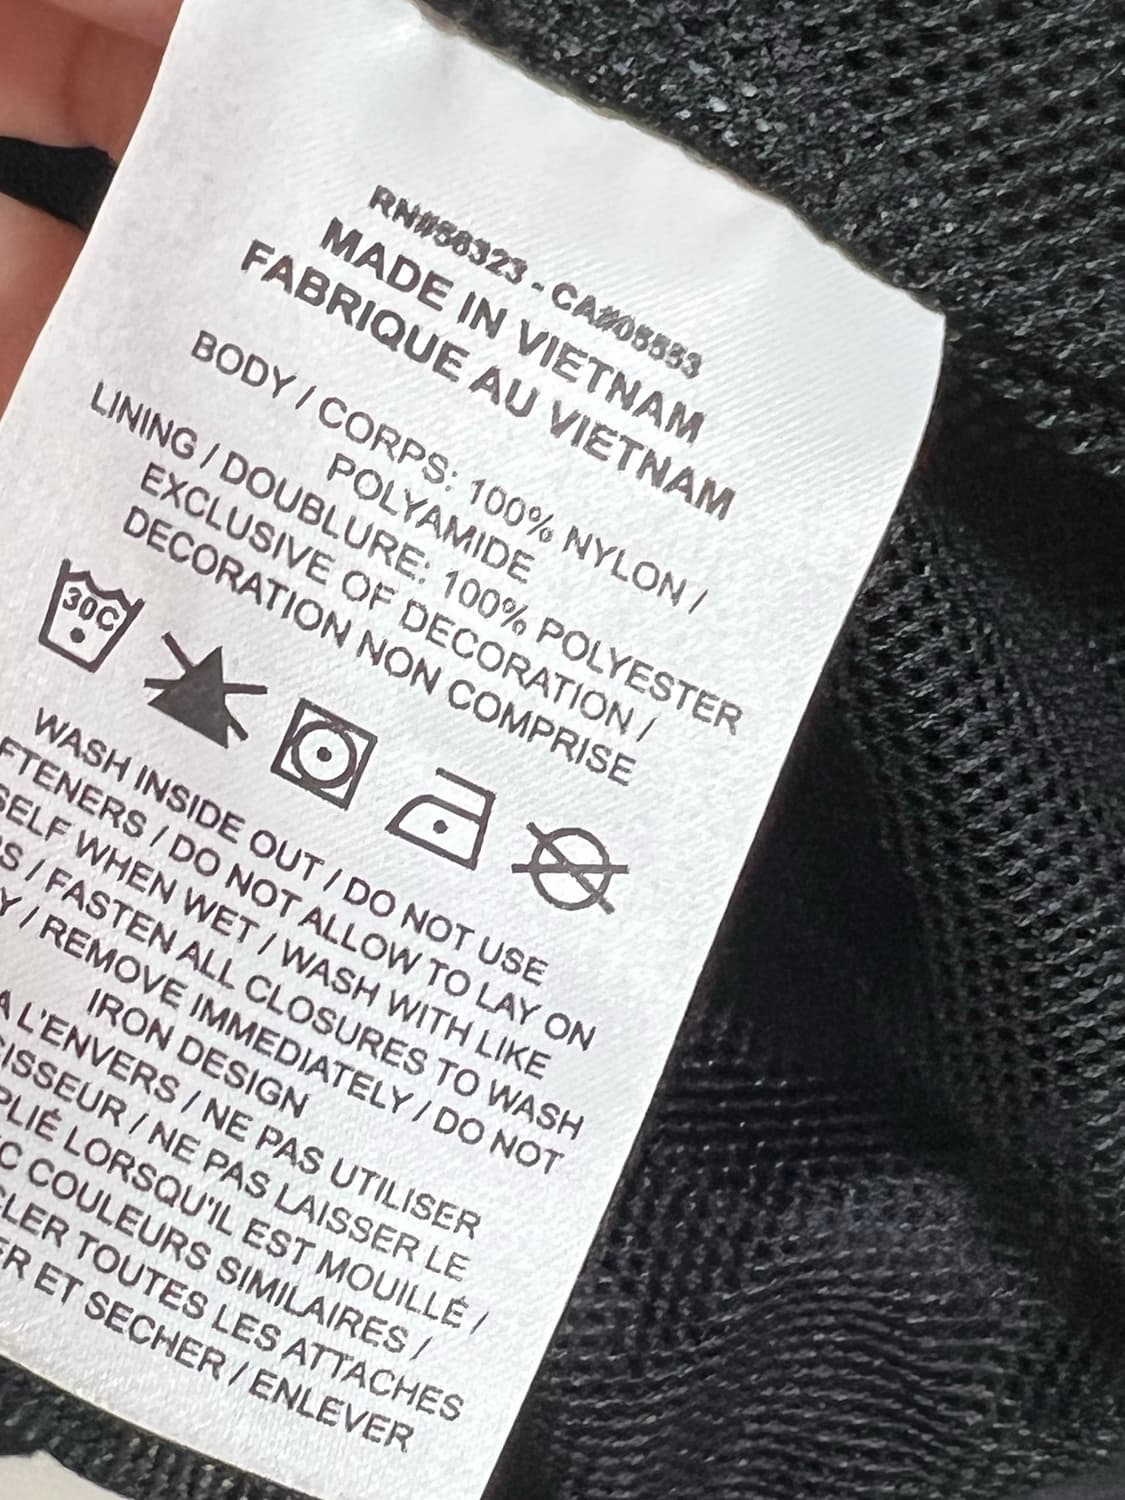 RN#56323 - CA#05553
MADE IN VIETNAM
FABRIQUE AU VIETNAM
BODY / CORPS: 100% NYLON /
POLYAMIDE
LINING / DOUBLURE: 100% POLYESTER
EXCLUSIVE OF DECORATION /
DECORATION NON COMPRISE
30C
WASH INSIDE OUT / DO NOT USE
FTENERS / DO NOT ALLOW TO LAY ON
SELF WHEN WET / WASH WITH LIKE
S / FASTEN ALL CLOSURES TO WASH
Y / REMOVE IMMEDIATELY / DO NOT
IRON DESIGN
A L'ENVERS / NE PAS UTILISER
ISSEUR / NE PAS LAISSER LE
PLIÉ LORSQU'IL EST MOUILLÉ /
C COULEURS SIMILAIRES /
CLER TOUTES LES ATTACHES
ER ET SECHER / ENLEVER